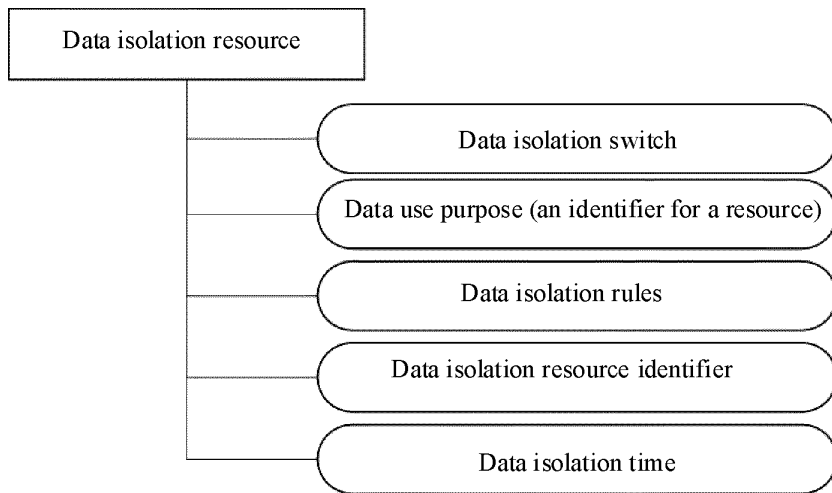 Data isolation resource
Data isolation switch
Data use purpose (an identifier for a resource)
Data isolation rules
Data isolation resource identifier
Data isolation time